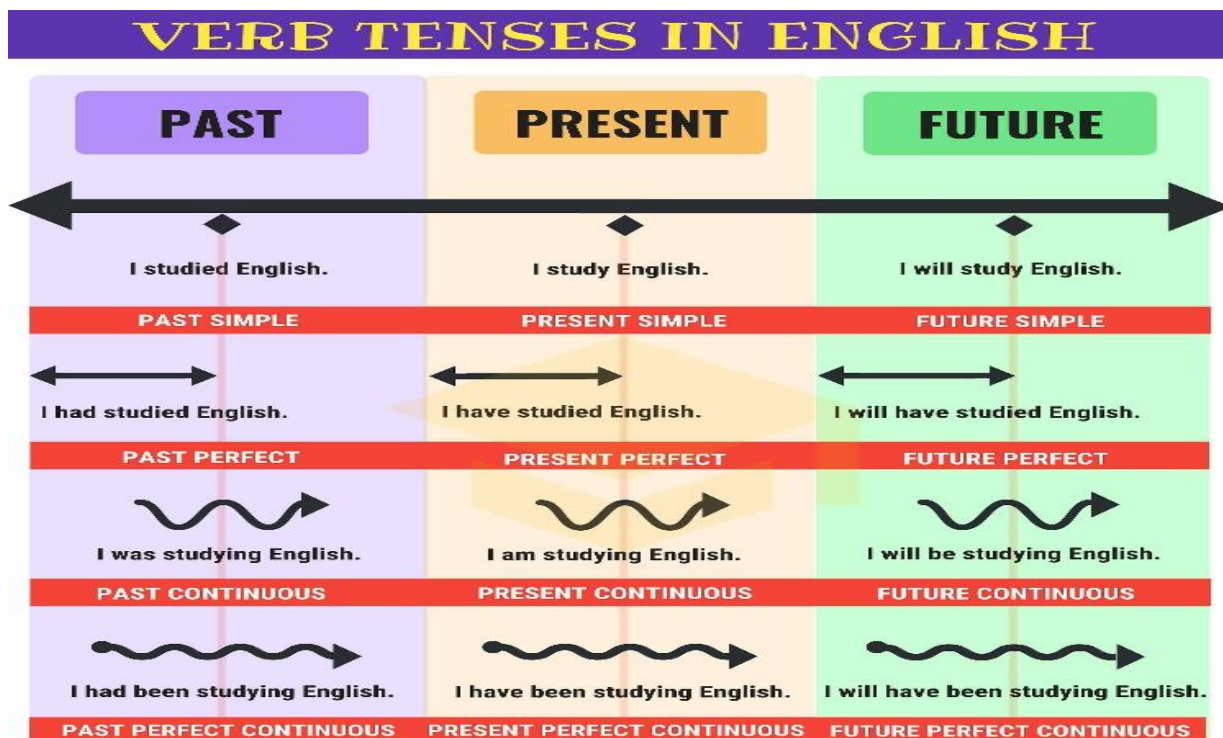 VERB TENSES IN ENGLISH
PAST PRESENT FUTURE
I studied English. I study English. I will study English.
PAST SIMPLE PRESENT SIMPLE FUTURE SIMPLE
I had studied English. I have studied English. I will have studied English.
PAST PERFECT PRESENT PERFECT FUTURE PERFECT
I was studying English. I am studying English. I will be studying English.
PAST CONTINUOUS PRESENT CONTINUOUS FUTURE CONTINUOUS
I had been studying English. I have been studying English. I will have been studying English.
PAST PERFECT CONTINUOUS PRESENT PERFECT CONTINUOUS FUTURE PERFECT CONTINUOUS